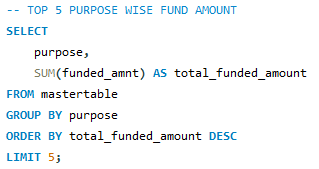 -- TOP 5 PURPOSE WISE FUND AMOUNT
SELECT
    purpose,
    SUM(funded_amnt) AS total_funded_amount
FROM mastertable
GROUP BY purpose
ORDER BY total_funded_amount DESC
LIMIT 5;